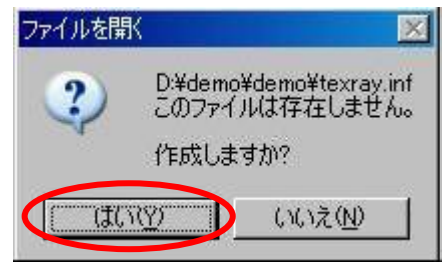 ファイルを開く
D:¥demo¥demo¥texray.inf
このファイルは存在しません。
作成しますか?
はい(Y)
いいえ(N)